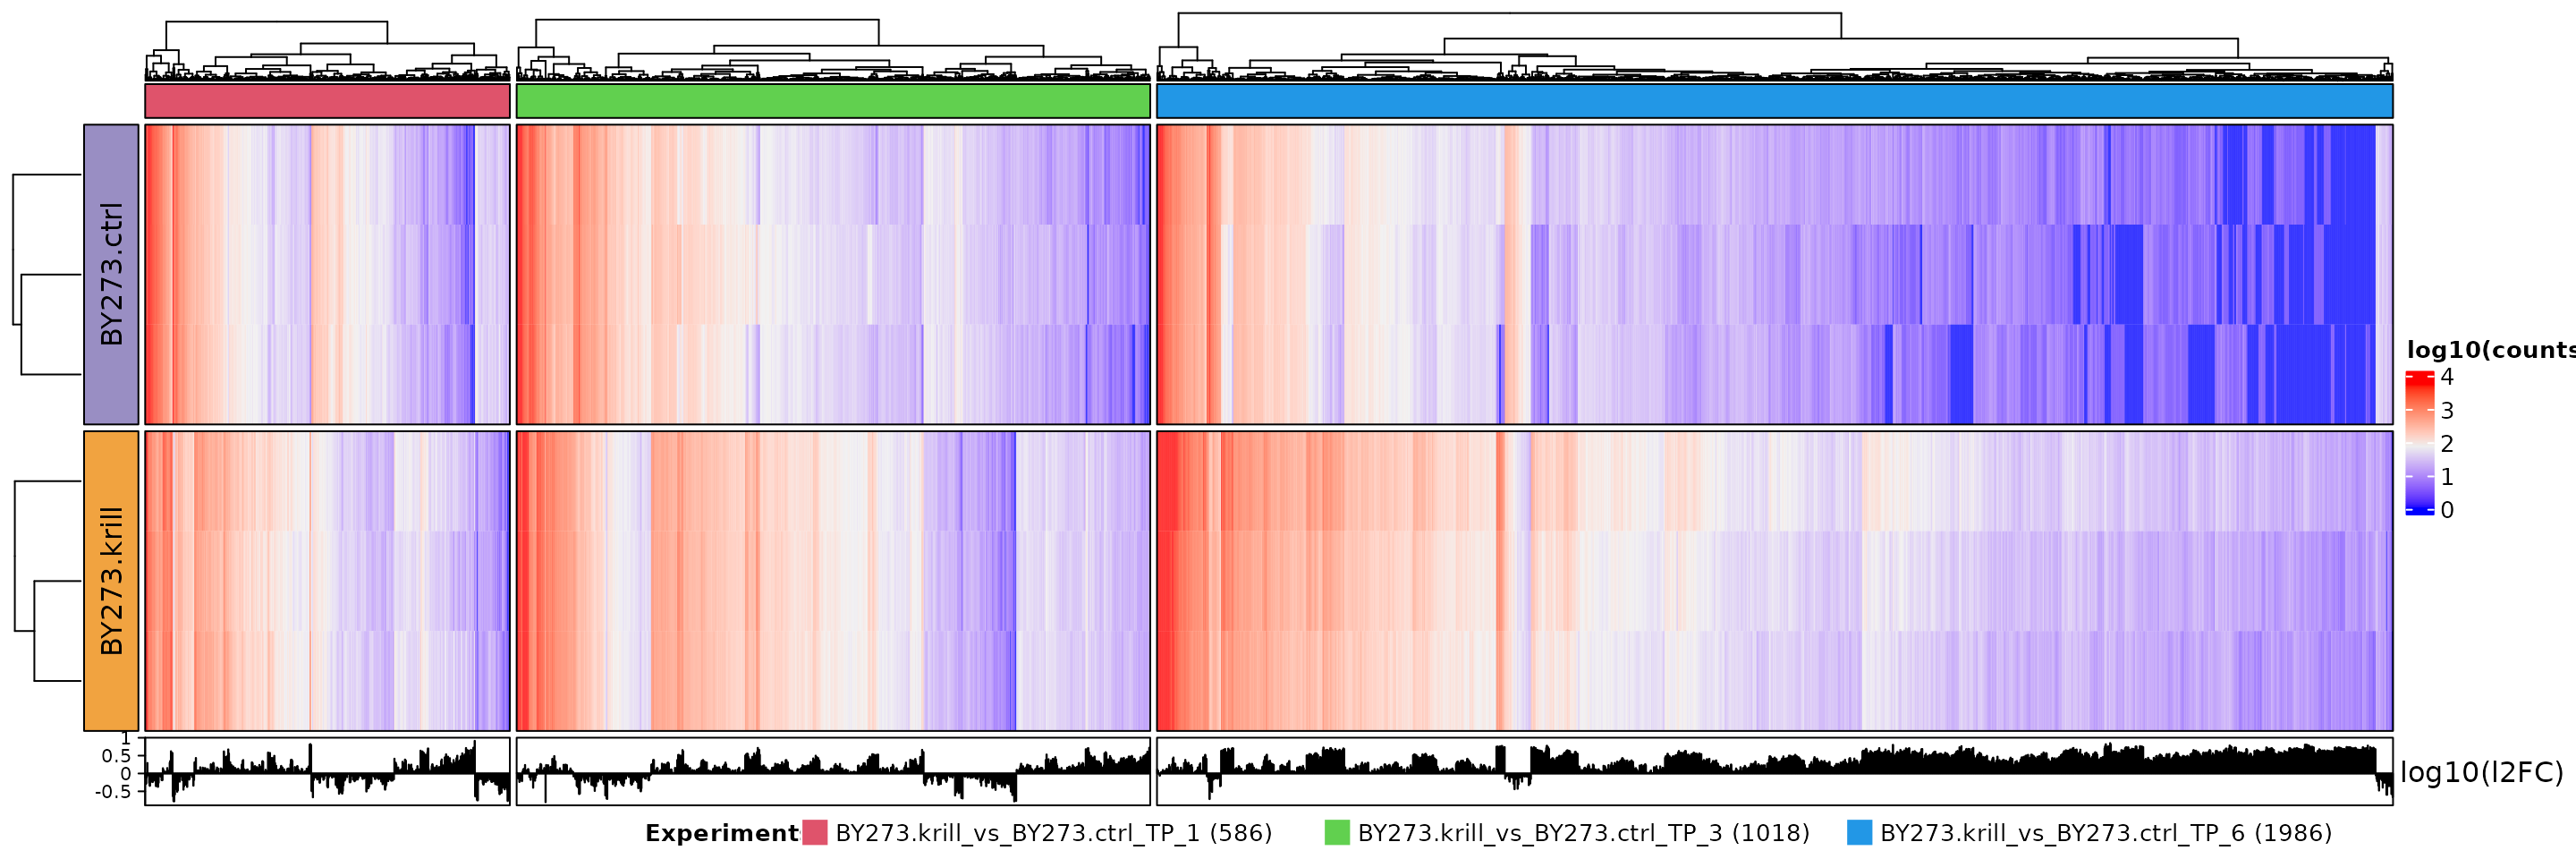 BY273.ctrl
log10(counts
4
3
2
1
0
BY273.krill
1
0.5
0
-0.5
log10(l2FC)
Experiment BY273.krill_vs_BY273.ctrl_TP_1 (586) BY273.krill_vs_BY273.ctrl_TP_3 (1018) BY273.krill_vs_BY273.ctrl_TP_6 (1986)